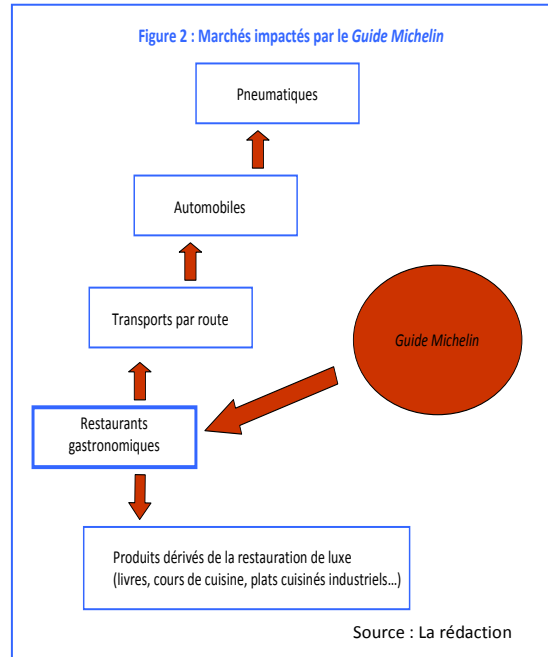 Figure 2 : Marchés impactés par le Guide Michelin
Pneumatiques
Automobiles
Transports par route
Guide Michelin
Restaurants
gastronomiques
Produits dérivés de la restauration de luxe
(livres, cours de cuisine, plats cuisinés industriels…)
Source : La rédaction